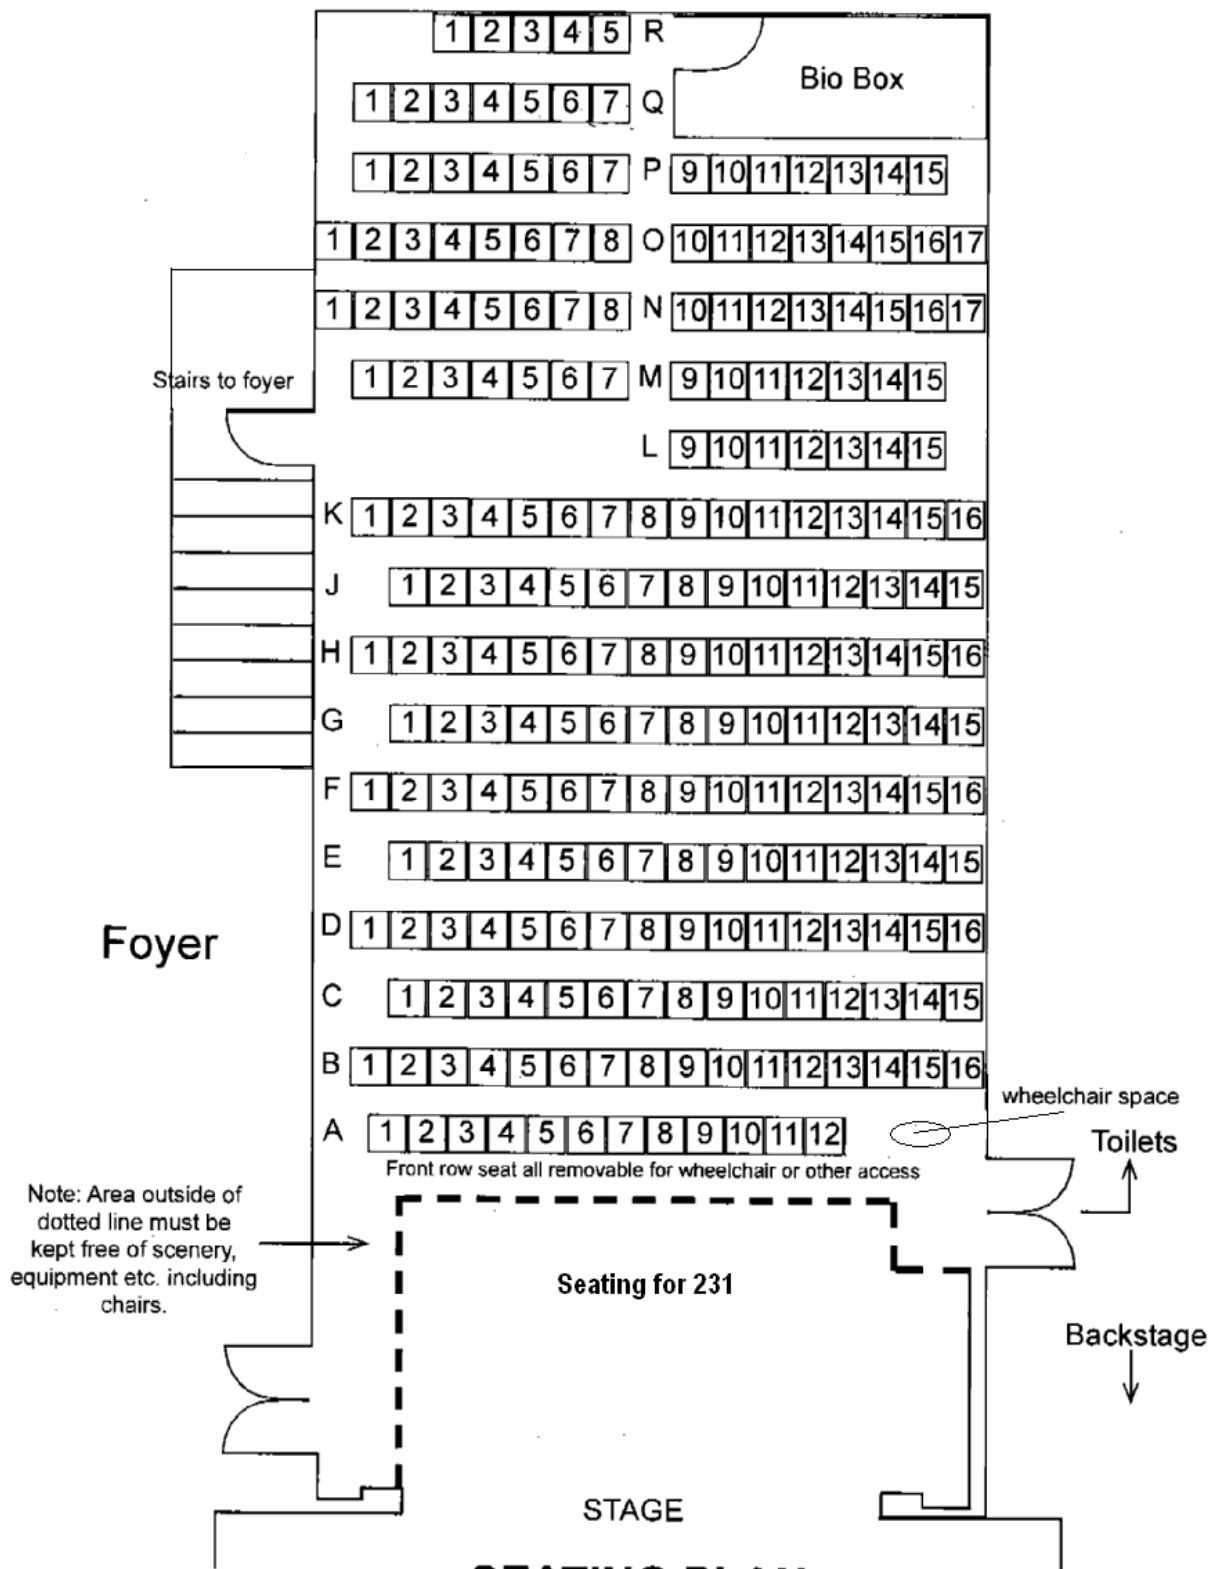 1 2 3 4 5 R
Bio Box
1 2 3 4 5 6 7 Q
1 2 3 4 5 6 7 P 9 10 11 12 13 14 15
1 2 3 4 5 6 7 8 O 10 11 12 13 14 15 16 17
1 2 3 4 5 6 7 8 N 10 11 12 13 14 15 16 17
Stairs to foyer
1 2 3 4 5 6 7 M 9 10 11 12 13 14 15
L 9 10 11 12 13 14 15
K 1 2 3 4 5 6 7 8 9 10 11 12 13 14 15 16
J 1 2 3 4 5 6 7 8 9 10 11 12 13 14 15
H 1 2 3 4 5 6 7 8 9 10 11 12 13 14 15 16
G 1 2 3 4 5 6 7 8 9 10 11 12 13 14 15
F 1 2 3 4 5 6 7 8 9 10 11 12 13 14 15 16
E 1 2 3 4 5 6 7 8 9 10 11 12 13 14 15
Foyer
D 1 2 3 4 5 6 7 8 9 10 11 12 13 14 15 16
C 1 2 3 4 5 6 7 8 9 10 11 12 13 14 15
B 1 2 3 4 5 6 7 8 9 10 11 12 13 14 15 16
wheelchair space
A 1 2 3 4 5 6 7 8 9 10 11 12
Toilets
Front row seat all removable for wheelchair or other access
Note: Area outside of
dotted line must be
kept free of scenery,
equipment etc. including
chairs.
Seating for 231
Backstage
STAGE